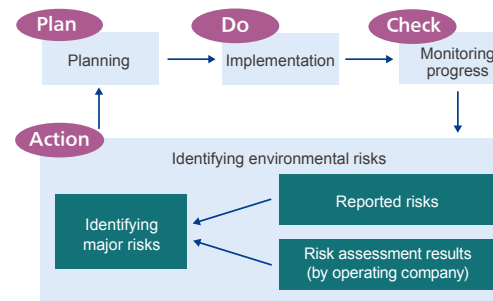 Plan
Planning
Do
Implementation
Check
Monitoring
progress
Action
Identifying environmental risks
Identifying
major risks
Reported risks
Risk assessment results
(by operating company)